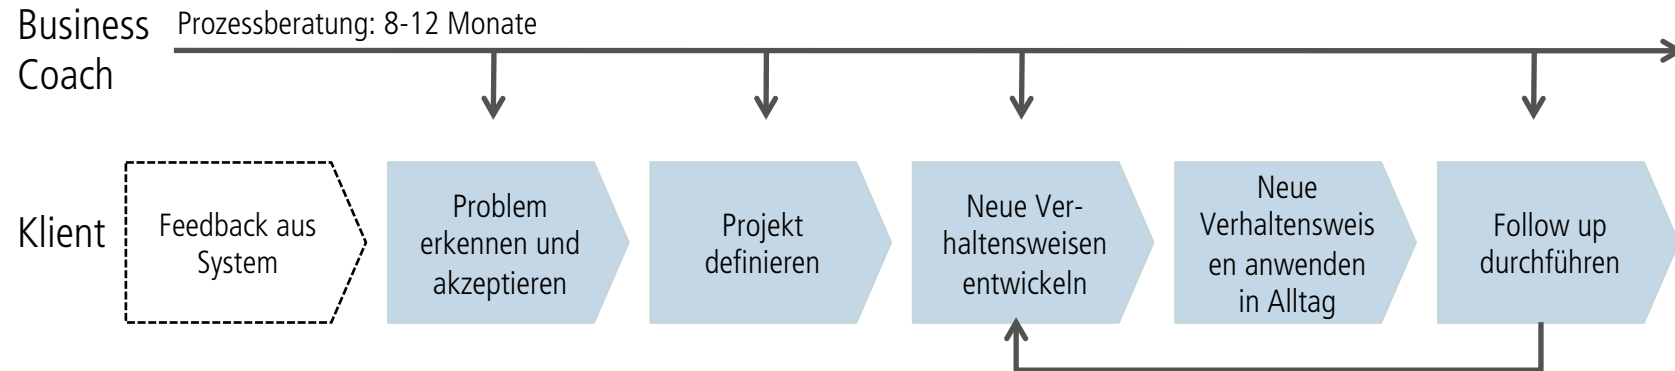 Business
Coach
Prozessberatung: 8-12 Monate
Klient
Feedback aus
System
Problem
erkennen und
akzeptieren
Projekt
definieren
Neue Ver-
haltensweisen
entwickeln
Neue
Verhaltensweis
en anwenden
in Alltag
Follow up
durchführen